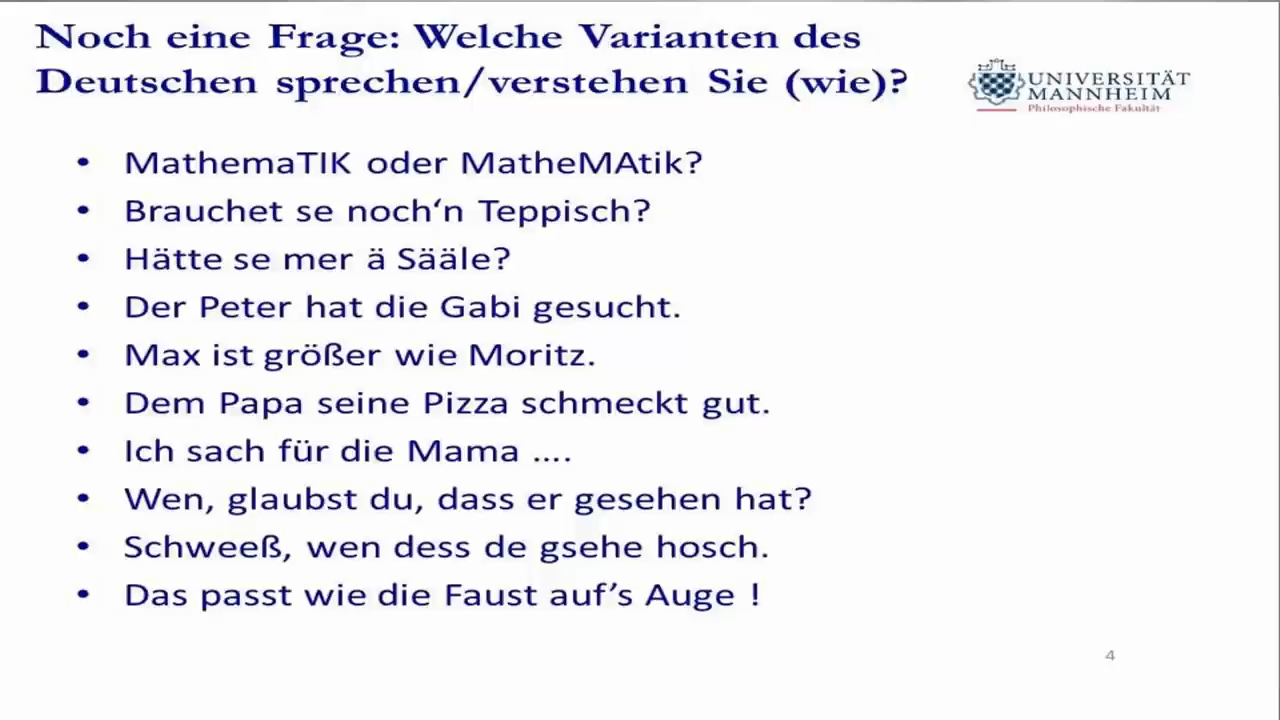 Noch eine Frage: Welche Varianten des
Deutschen sprechen/verstehen Sie (wie)?
UNIVERSITÄT
MANNHEIM
Philosophische Fakultät
• MathemaTIK oder MatheMAtik?
• Brauchet se noch‘n Teppisch?
• Hätte se mer ä Sääle?
• Der Peter hat die Gabi gesucht.
• Max ist größer wie Moritz.
• Dem Papa seine Pizza schmeckt gut.
• Ich sach für die Mama ....
• Wen, glaubst du, dass er gesehen hat?
• Schweeß, wen dess de gsehe hosch.
• Das passt wie die Faust auf’s Auge !
4